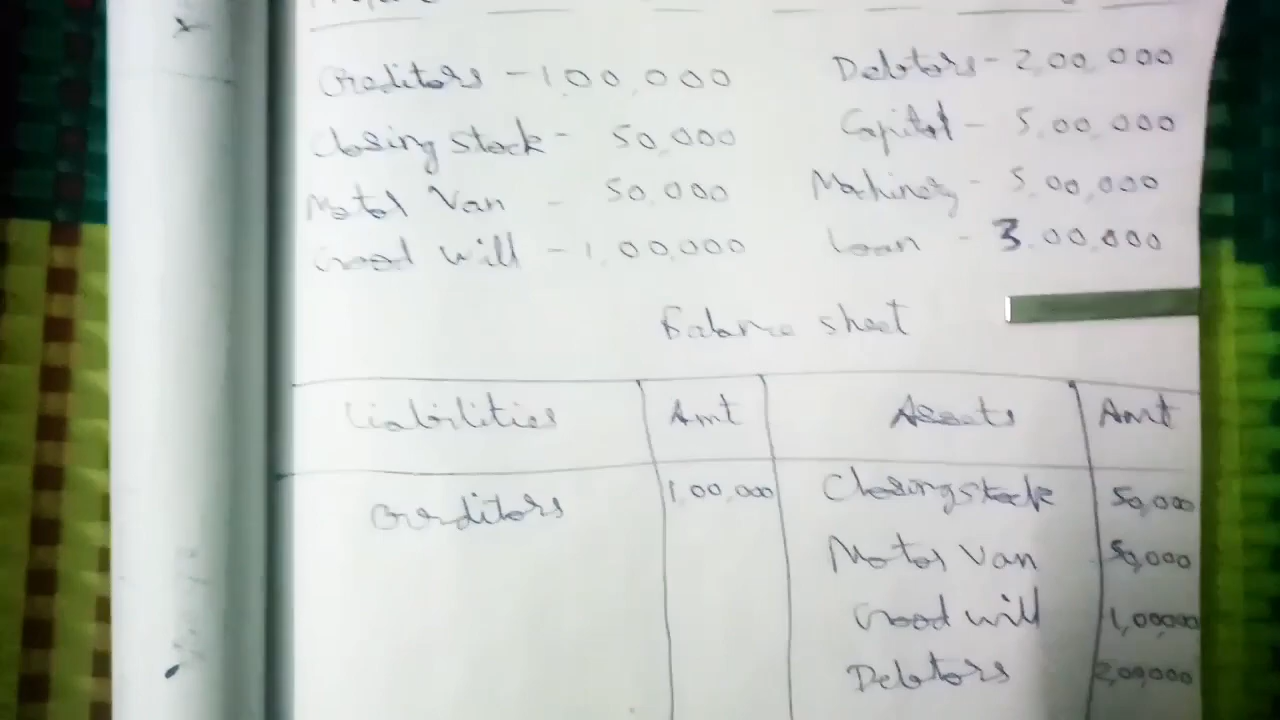 Creditors - 1,00,000 Debtors - 2,00,000
Closing stock - 50,000 Capital - 5,00,000
Motor Van - 50,000 Machinery - 5,00,000
Good will - 1,00,000 Loan - 3,00,000
Balance sheet
Liabilities Amt Assets Amt
Creditors 1,00,000 Closing stock 50,000
Motor Van 50,000
Good will 1,00,000
Debtors 2,00,000